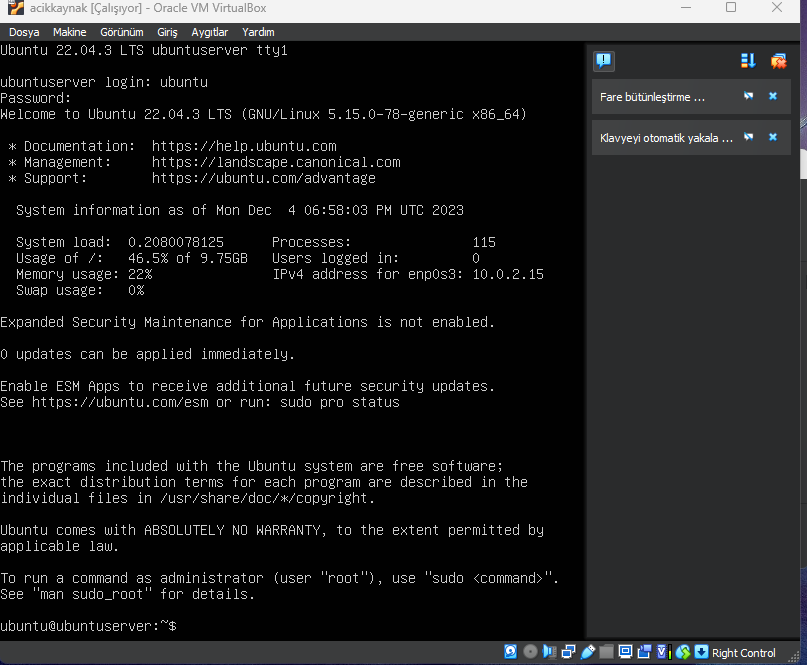 acikkaynak [Çalışıyor] - Oracle VM VirtualBox
Dosya Makine Görünüm Giriş Aygıtlar Yardım
Ubuntu 22.04.3 LTS ubuntuserver tty1
ubuntuserver login: ubuntu
Password:
Welcome to Ubuntu 22.04.3 LTS (GNU/Linux 5.15.0-78-generic x86_64)
* Documentation: https://help.ubuntu.com
* Management: https://landscape.canonical.com
* Support: https://ubuntu.com/advantage
System information as of Mon Dec 4 06:58:03 PM UTC 2023
System load: 0.2080078125 Processes: 115
Usage of /: 46.5% of 9.75GB Users logged in: 0
Memory usage: 22% IPv4 address for enp0s3: 10.0.2.15
Swap usage: 0%
Expanded Security Maintenance for Applications is not enabled.
0 updates can be applied immediately.
Enable ESM Apps to receive additional future security updates.
See https://ubuntu.com/esm or run: sudo pro status
The programs included with the Ubuntu system are free software;
the exact distribution terms for each program are described in the
individual files in /usr/share/doc/*/copyright.
Ubuntu comes with ABSOLUTELY NO WARRANTY, to the extent permitted by
applicable law.
To run a command as administrator (user "root"), use "sudo <command>".
See "man sudo_root" for details.
ubuntu@ubuntuserver:~$
Fare bütünleştirme ...
Klavyeyi otomatik yakala ...
Right Control